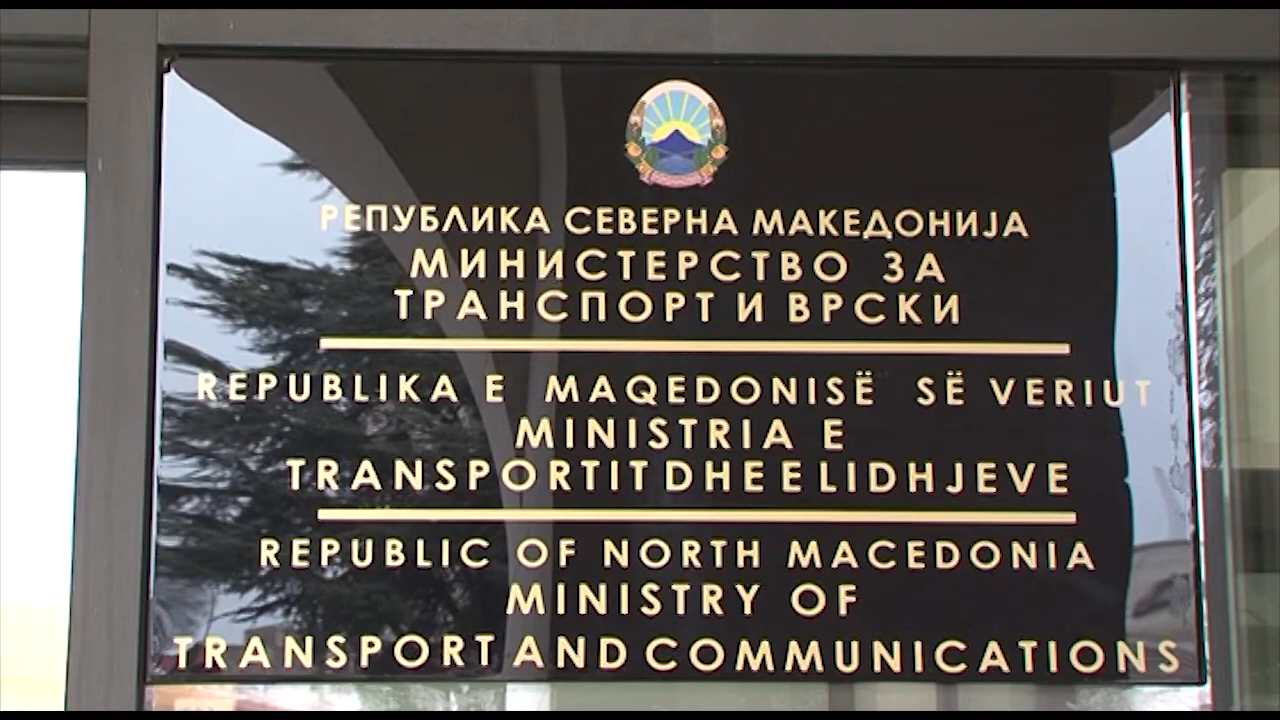 РЕПУБЛИКА СЕВЕРНА МАКЕДОНИЈА
МИНИСТЕРСТВО ЗА
ТРАНСПОРТ И ВРСКИ
REPUBLIKA E MAQEDONISË SË VERIUT
MINISTRIA E
TRANSPORTIT DHE E LIDHJEVE
REPUBLIC OF NORTH MACEDONIA
MINISTRY OF
TRANSPORT AND COMMUNICATIONS